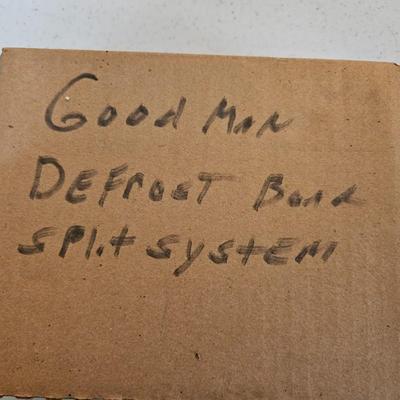 Good Man
DEFROST Board
Split SYStEM